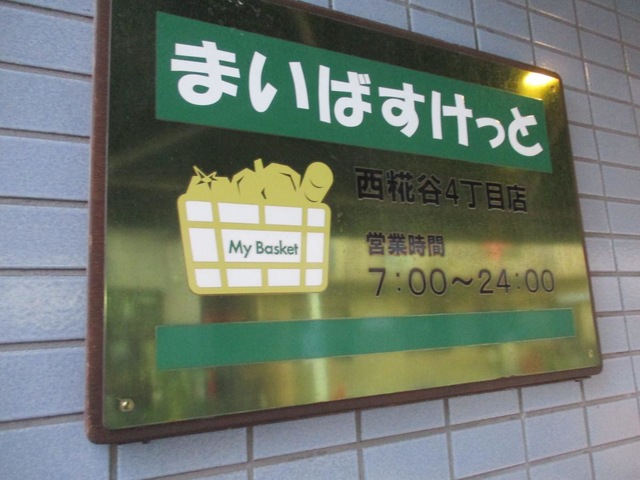 まいばすけっと
My Basket
西糀谷4丁目店
営業時間
7:00～24:00